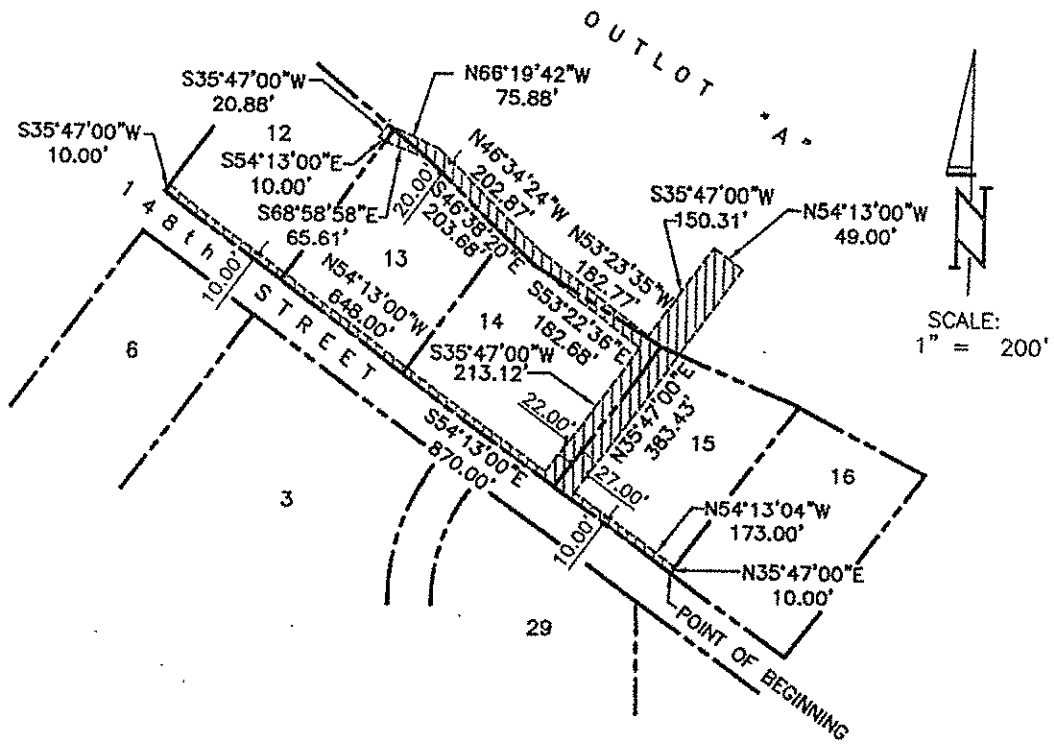 OUTLOT "A"
S35°47'00"W
20.88'
N66°19'42"W
75.88'
S35°47'00"W
10.00'
12
S54°13'00"E
10.00'
N46°34'24"W
202.87'
S35°47'00"W
150.31'
N54°13'00"W
49.00'
148th STREET
S68°58'58"E
65.61'
20.00'
S46°38'20"E
203.68'
N53°23'35"W
182.77'
10.00'
N54°13'00"W
648.00'
13
14
S53°22'36"E
182.68'
SCALE:
1" = 200'
N
6
S35°47'00"W
213.12'
22.00'
N35°47'00"E
383.43'
15
16
S54°13'00"E
870.00'
27.00'
3
10.00'
N54°13'04"W
173.00'
N35°47'00"E
10.00'
29
POINT OF BEGINNING